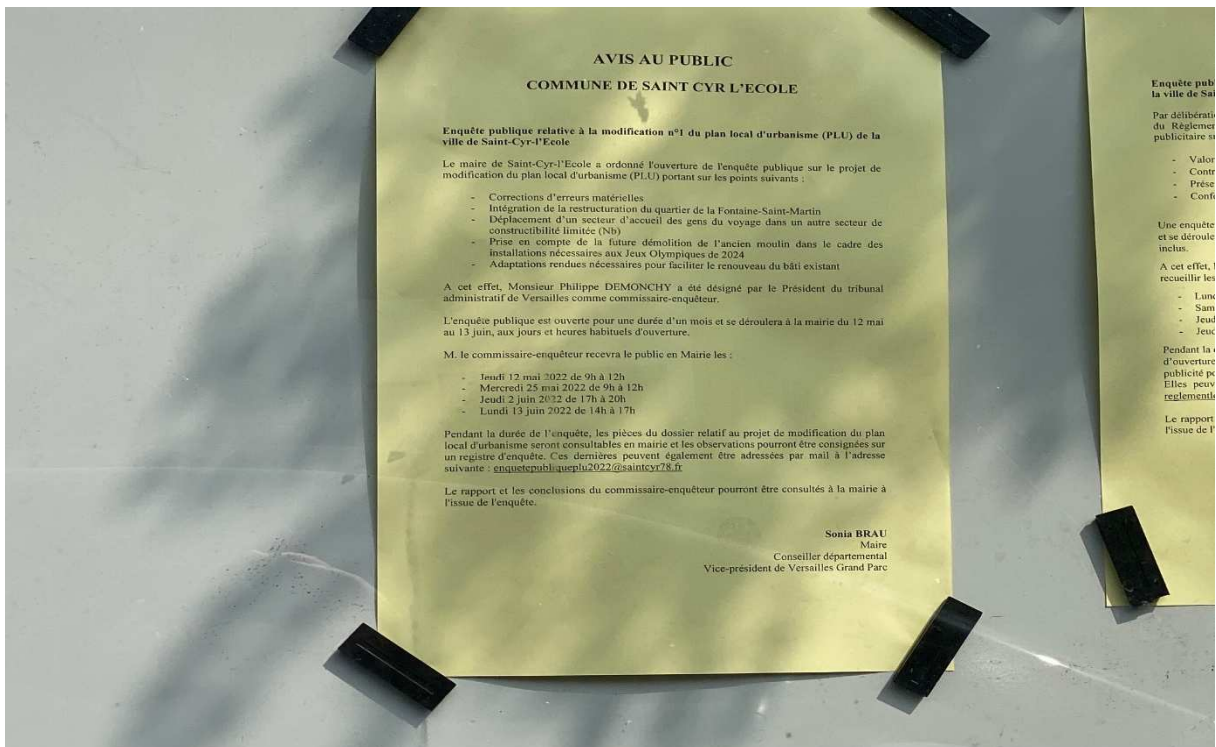 AVIS AU PUBLIC
COMMUNE DE SAINT CYR L'ECOLE
Enquête publique relative à la modification n°1 du plan local d'urbanisme (PLU) de la
ville de Saint-Cyr-l'Ecole
Le maire de Saint-Cyr-l'Ecole a ordonné l'ouverture de l'enquête publique sur le projet de
modification du plan local d'urbanisme (PLU) portant sur les points suivants :
- Corrections d'erreurs matérielles
- Intégration de la restructuration du quartier de la Fontaine-Saint-Martin
- Déplacement d'un secteur d'accueil des gens du voyage dans un autre secteur de
constructibilité limitée (Nb)
- Prise en compte de la future démolition de l'ancien moulin dans le cadre des
installations nécessaires aux Jeux Olympiques de 2024
- Adaptations rendues nécessaires pour faciliter le renouveau du bâti existant
A cet effet, Monsieur Philippe DEMONCHY a été désigné par le Président du tribunal
administratif de Versailles comme commissaire-enquêteur.
L'enquête publique est ouverte pour une durée d'un mois et se déroulera à la mairie du 12 mai
au 13 juin, aux jours et heures habituels d'ouverture.
M. le commissaire-enquêteur recevra le public en Mairie les :
- Jeudi 12 mai 2022 de 9h à 12h
- Mercredi 25 mai 2022 de 9h à 12h
- Jeudi 2 juin 2022 de 17h à 20h
- Lundi 13 juin 2022 de 14h à 17h
Pendant la durée de l'enquête, les pièces du dossier relatif au projet de modification du plan
local d'urbanisme seront consultables en mairie et les observations pourront être consignées sur
un registre d'enquête. Ces dernières peuvent également être adressées par mail à l'adresse
suivante : enquetepubliqueplu2022@saintcyr78.fr
Le rapport et les conclusions du commissaire-enquêteur pourront être consultés à la mairie à
l'issue de l'enquête.
Sonia BRAU
Maire
Conseiller départemental
Vice-président de Versailles Grand Parc
Enquête
la ville de
Par
du
publicitaire
-
-
-
-
Une enquête
et se
inclus.
A cet effet,
recueillir les
-
-
-
-
Pendant la
publicité
Elles
Le rapport
l'issue de